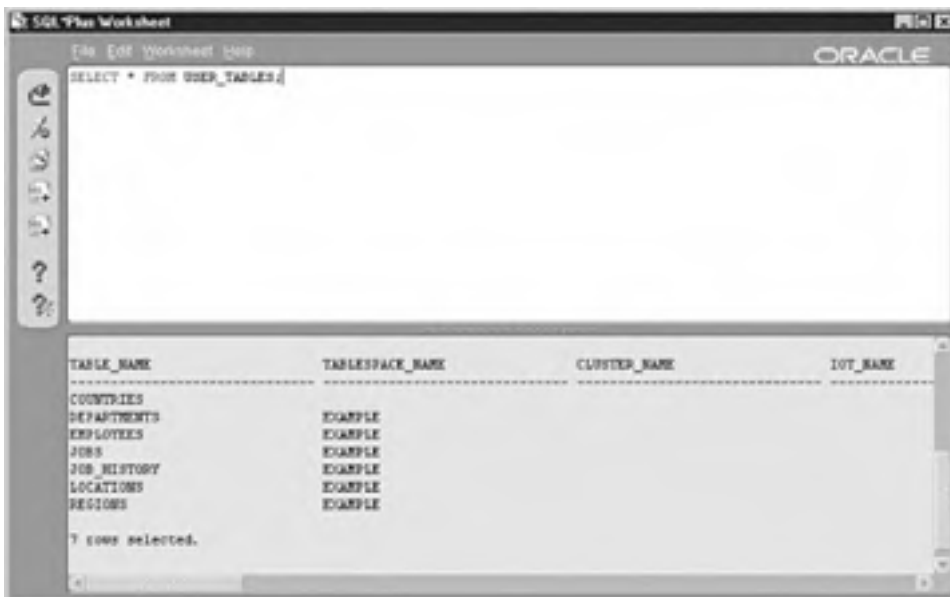 SQL*Plus Worksheet
File Edit Worksheet Help
ORACLE
SELECT * FROM USER_TABLES;
TABLE_NAME TABLESPACE_NAME CLUSTER_NAME IOT_NAME
COUNTRIES
DEPARTMENTS EXAMPLE
EMPLOYEES EXAMPLE
JOBS EXAMPLE
JOB_HISTORY EXAMPLE
LOCATIONS EXAMPLE
REGIONS EXAMPLE
7 rows selected.